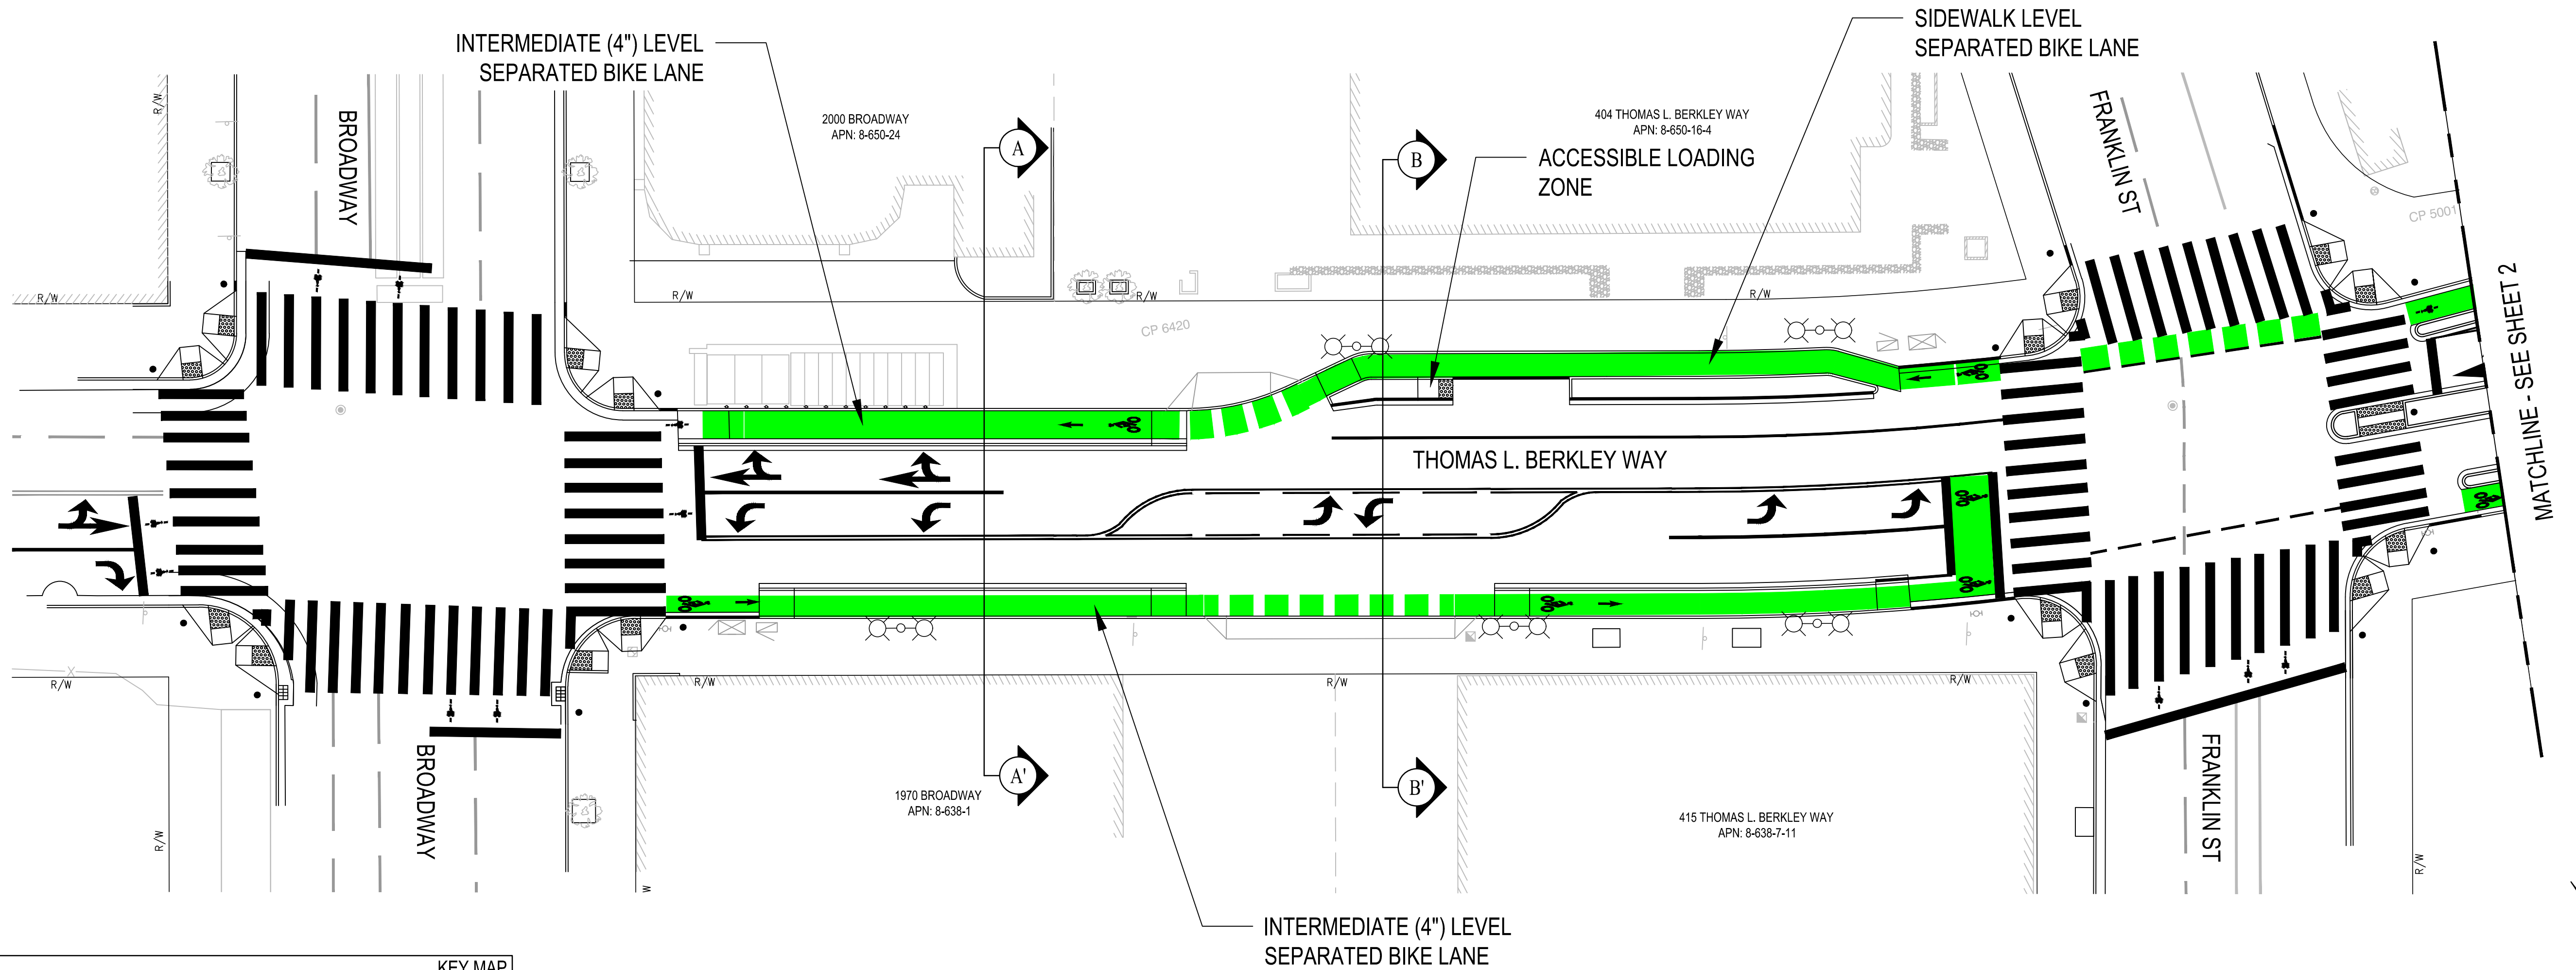 INTERMEDIATE (4") LEVEL
SEPARATED BIKE LANE
SIDEWALK LEVEL
SEPARATED BIKE LANE
BROADWAY
2000 BROADWAY
APN: 8-650-24
A
B
404 THOMAS L. BERKLEY WAY
APN: 8-650-16-4
ACCESSIBLE LOADING
ZONE
FRANKLIN ST
CP 5001
R/W
R/W
R/W
R/W
R/W
CP 6420
MATCHLINE - SEE SHEET 2
THOMAS L. BERKLEY WAY
X
R/W
R/W
R/W
R/W
BROADWAY
A'
B'
1970 BROADWAY
APN: 8-638-1
415 THOMAS L. BERKLEY WAY
APN: 8-638-7-11
FRANKLIN ST
R/W
R/W
W
INTERMEDIATE (4") LEVEL
SEPARATED BIKE LANE
KEY MAP